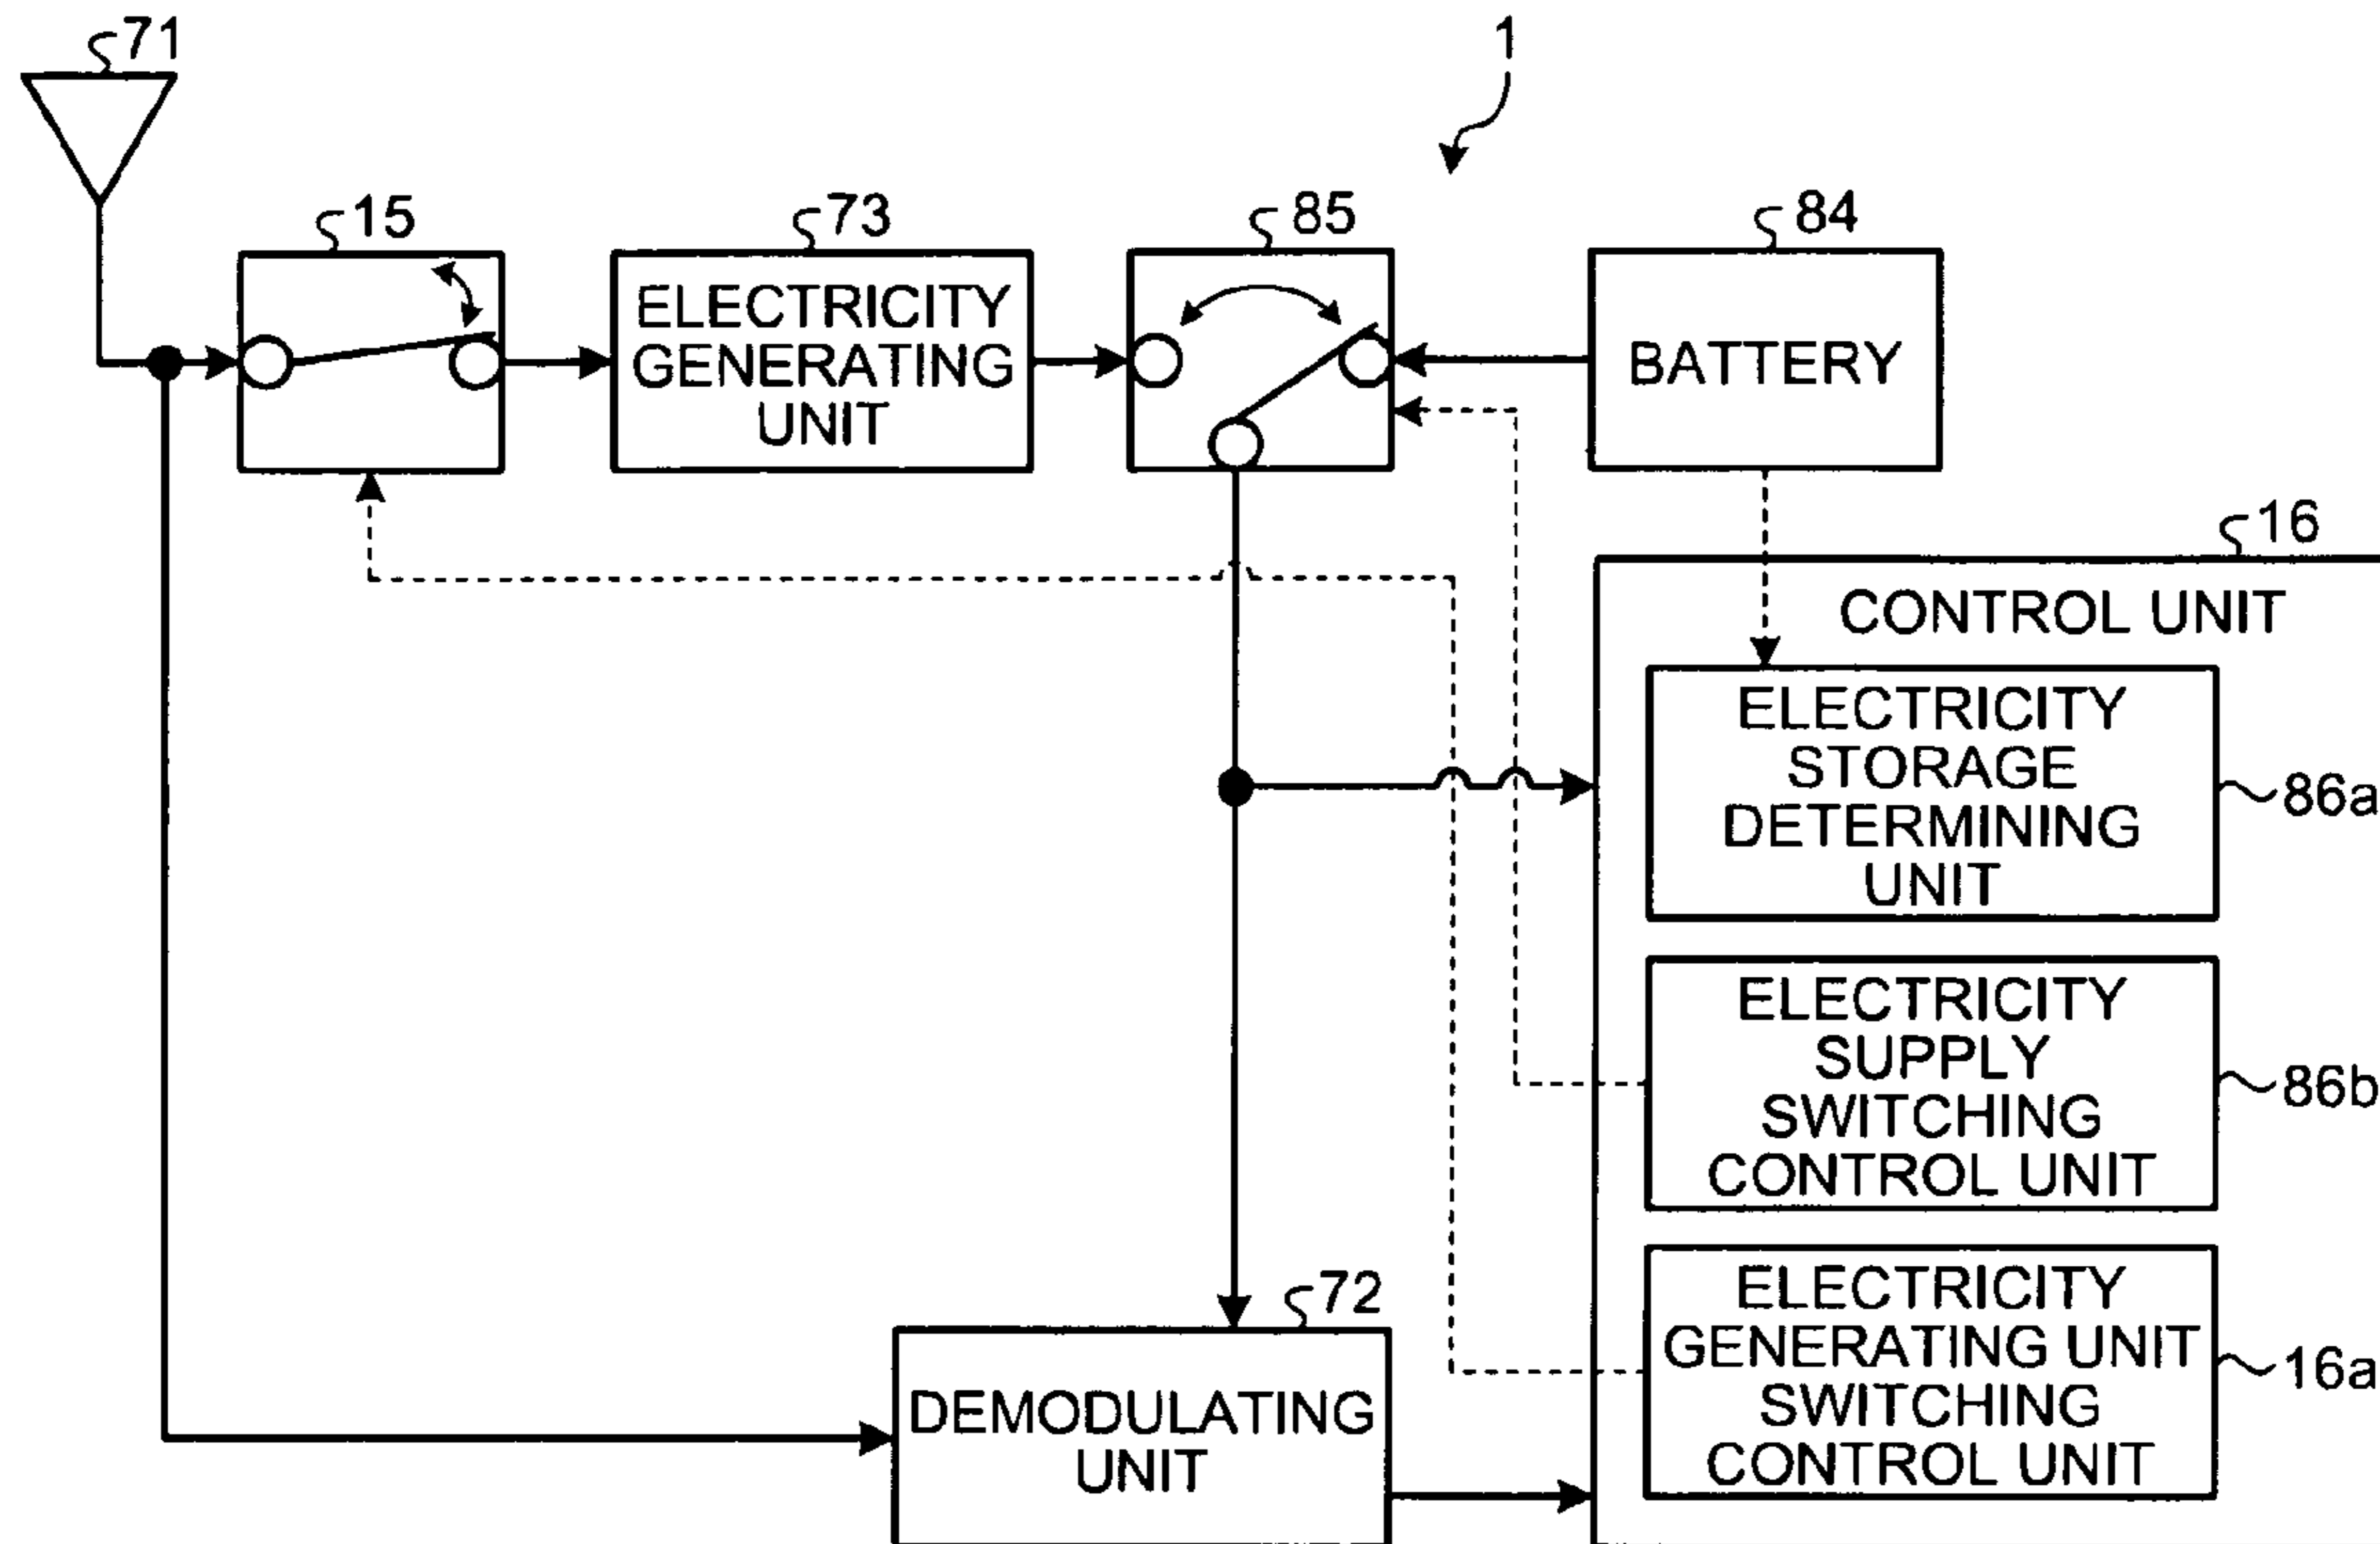 71
1
15
73
85
84
ELECTRICITY
GENERATING
UNIT
BATTERY
16
CONTROL UNIT
ELECTRICITY
STORAGE
DETERMINING
UNIT
86a
ELECTRICITY
SUPPLY
SWITCHING
CONTROL UNIT
86b
72
DEMODULATING
UNIT
ELECTRICITY
GENERATING UNIT
SWITCHING
CONTROL UNIT
16a